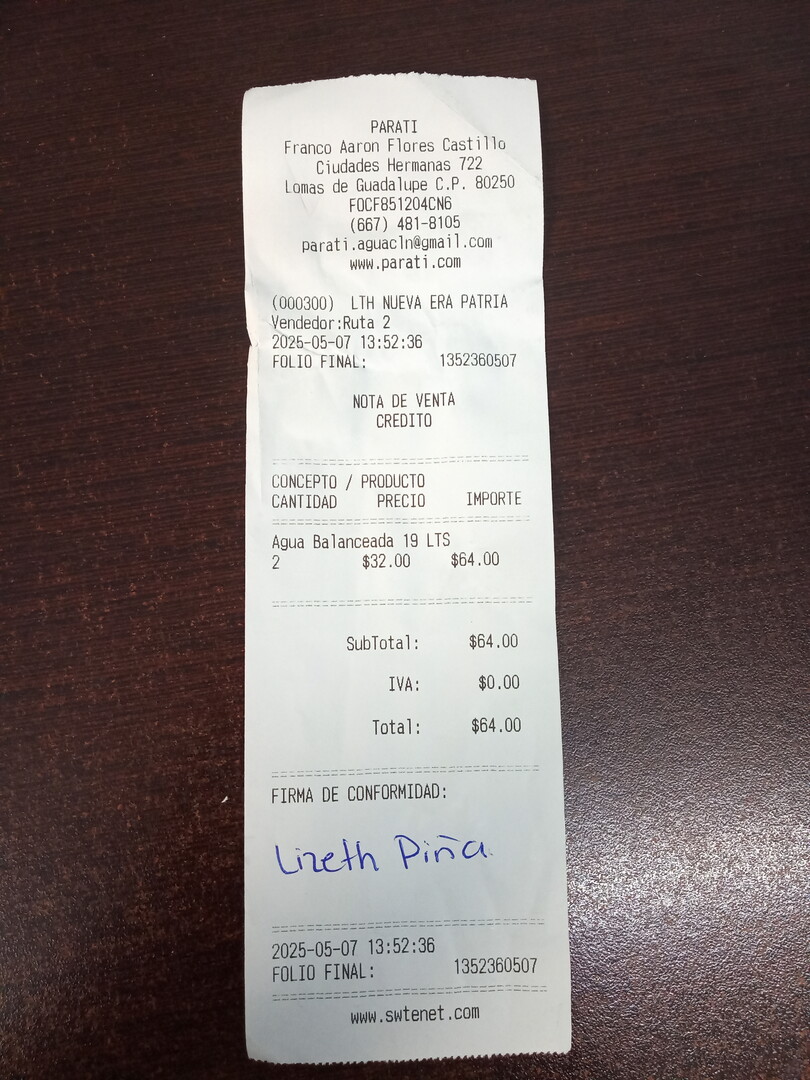 PARATI
Franco Aaron Flores Castillo
Ciudades Hermanas 722
Lomas de Guadalupe C.P. 80250
FOCF851204CN6
(667) 481-8105
parati.aguacln@gmail.com
www.parati.com
(000300) LTH NUEVA ERA PATRIA
Vendedor:Ruta 2
2025-05-07 13:52:36
FOLIO FINAL: 1352360507
NOTA DE VENTA
CREDITO
CONCEPTO / PRODUCTO
CANTIDAD PRECIO IMPORTE
Agua Balanceada 19 LTS
2 $32.00 $64.00
SubTotal: $64.00
IVA: $0.00
Total: $64.00
FIRMA DE CONFORMIDAD:
Lizeth Piña.
2025-05-07 13:52:36
FOLIO FINAL: 1352360507
www.swtenet.com